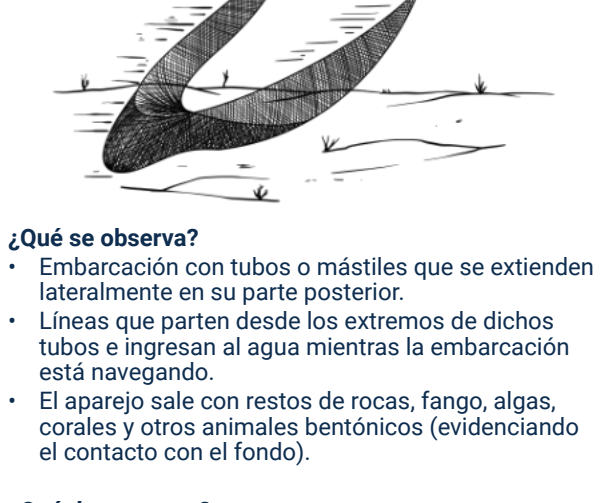 ¿Qué se observa?
• Embarcación con tubos o mástiles que se extienden
lateralmente en su parte posterior.
• Líneas que parten desde los extremos de dichos
tubos e ingresan al agua mientras la embarcación
está navegando.
• El aparejo sale con restos de rocas, fango, algas,
corales y otros animales bentónicos (evidenciando
el contacto con el fondo).